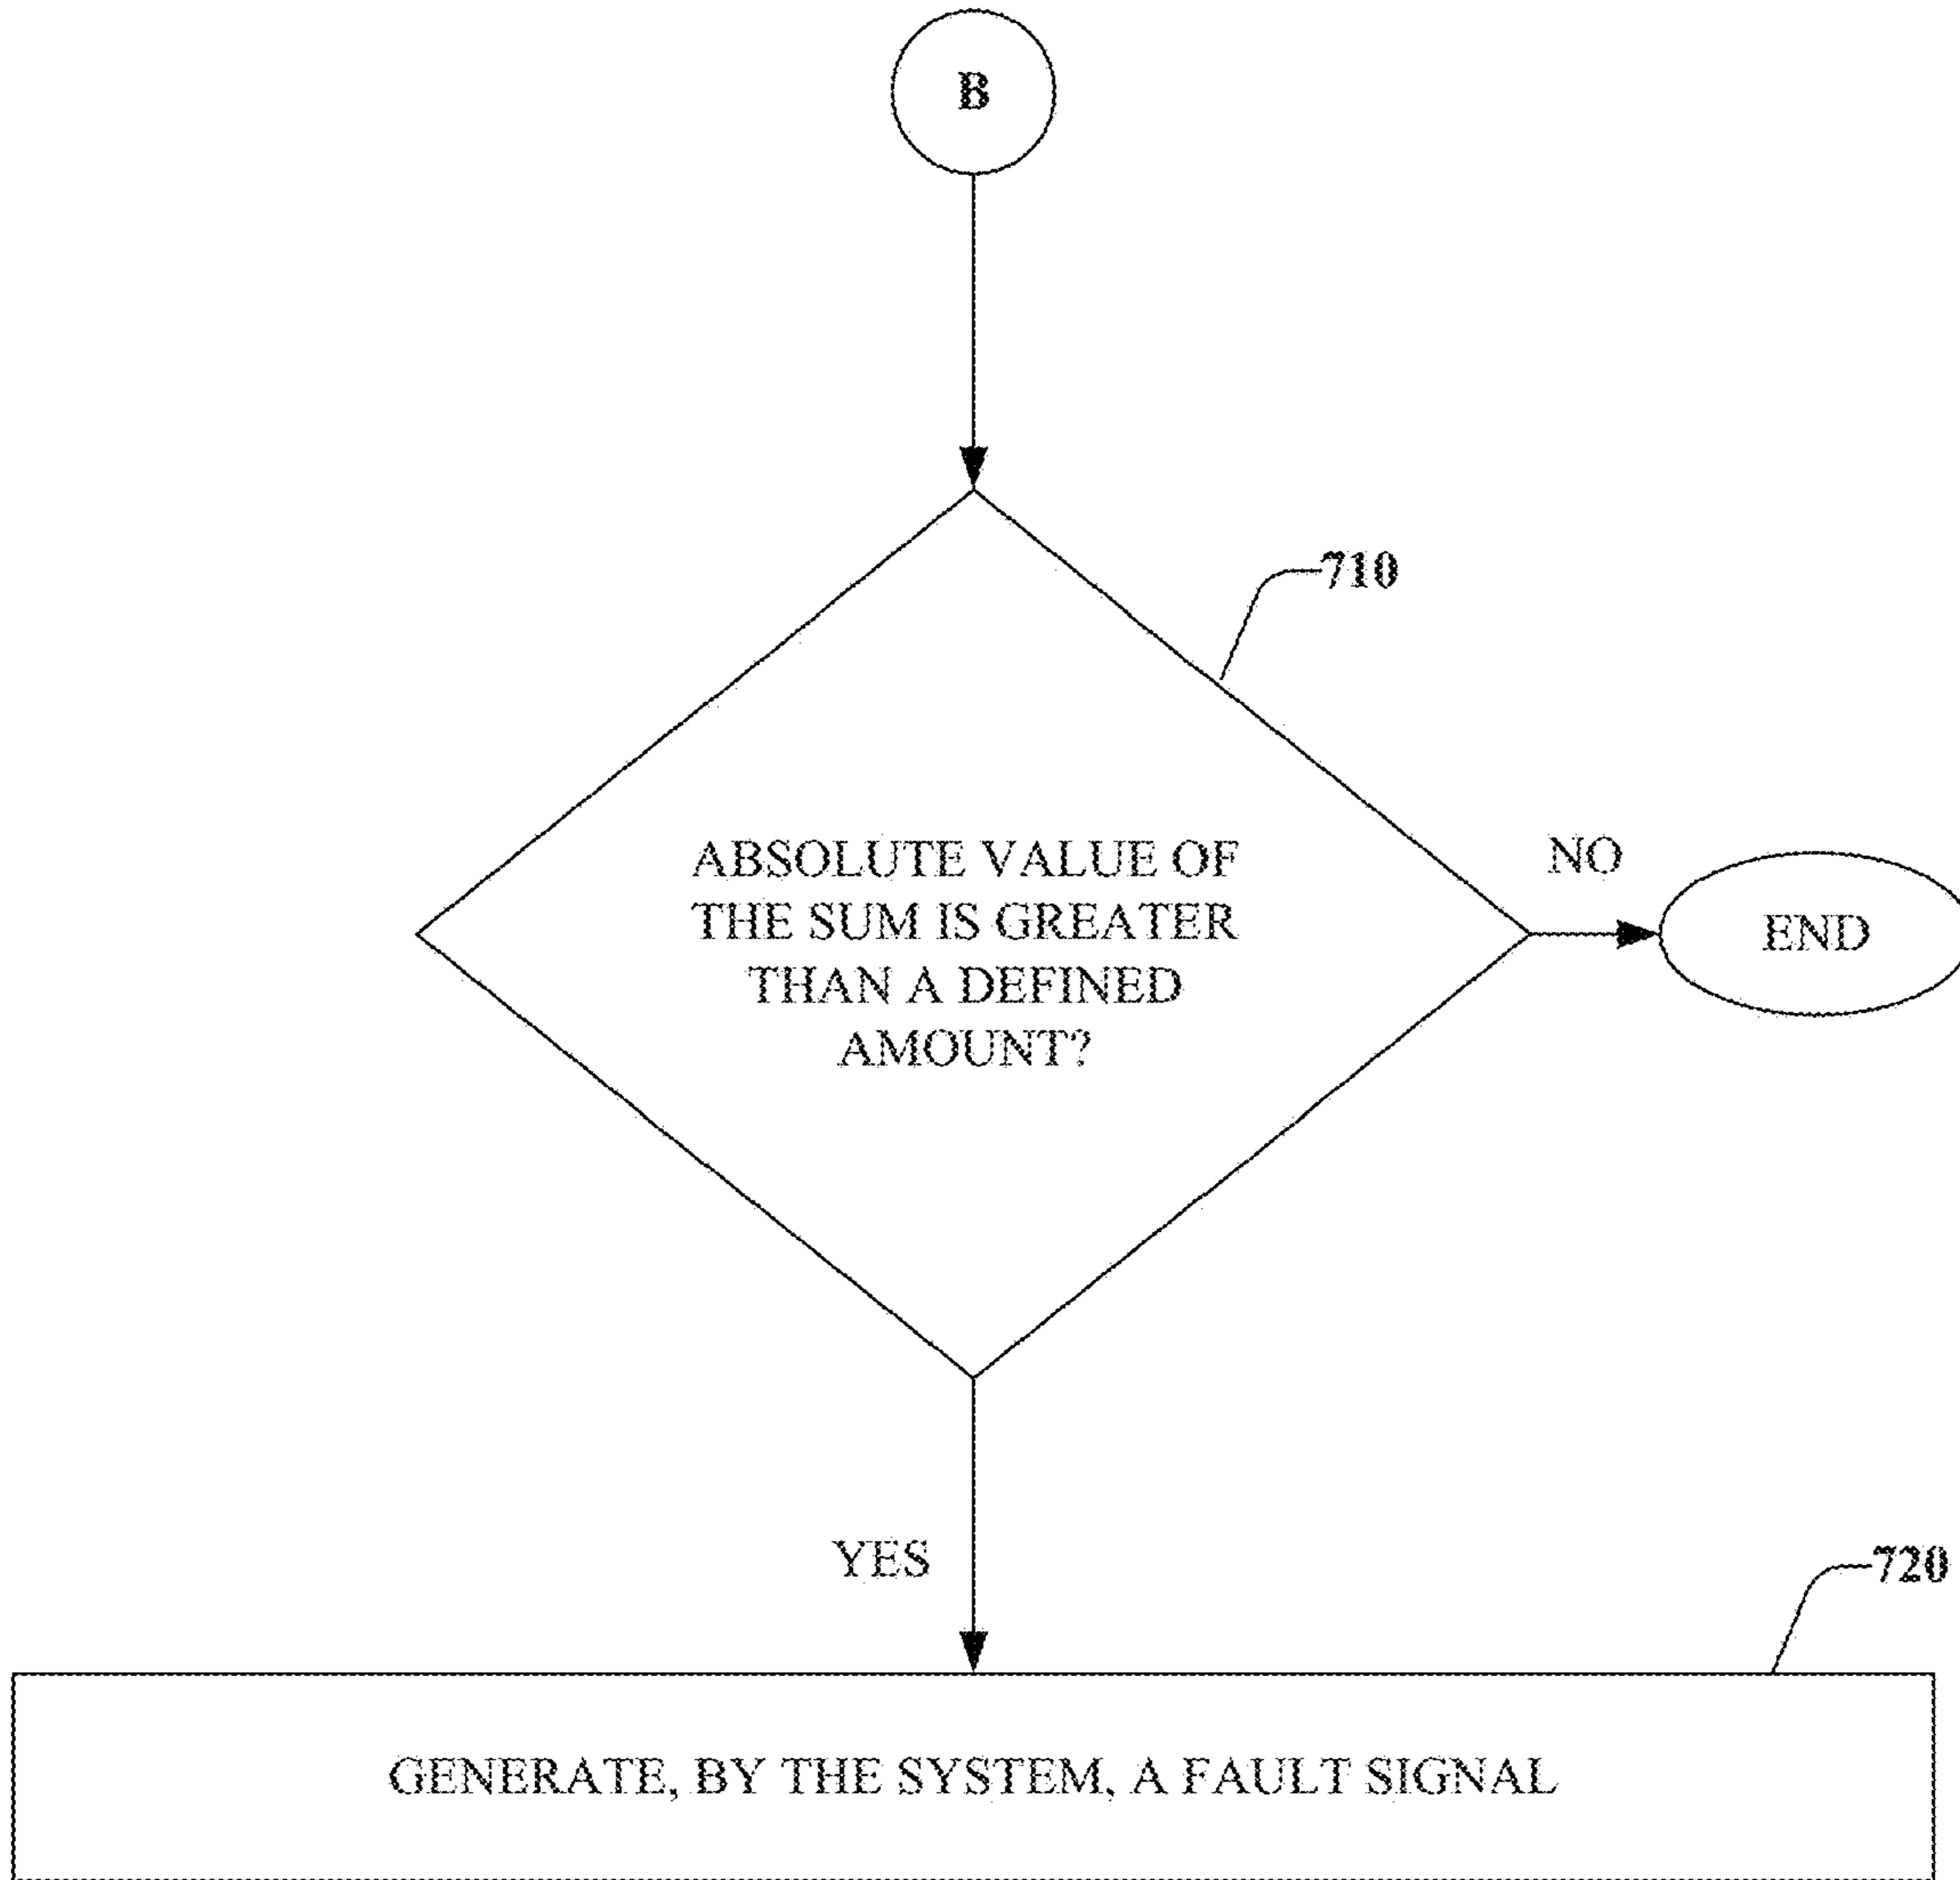 B
710
ABSOLUTE VALUE OF
THE SUM IS GREATER
THAN A DEFINED
AMOUNT?
NO
END
YES
720
GENERATE, BY THE SYSTEM, A FAULT SIGNAL